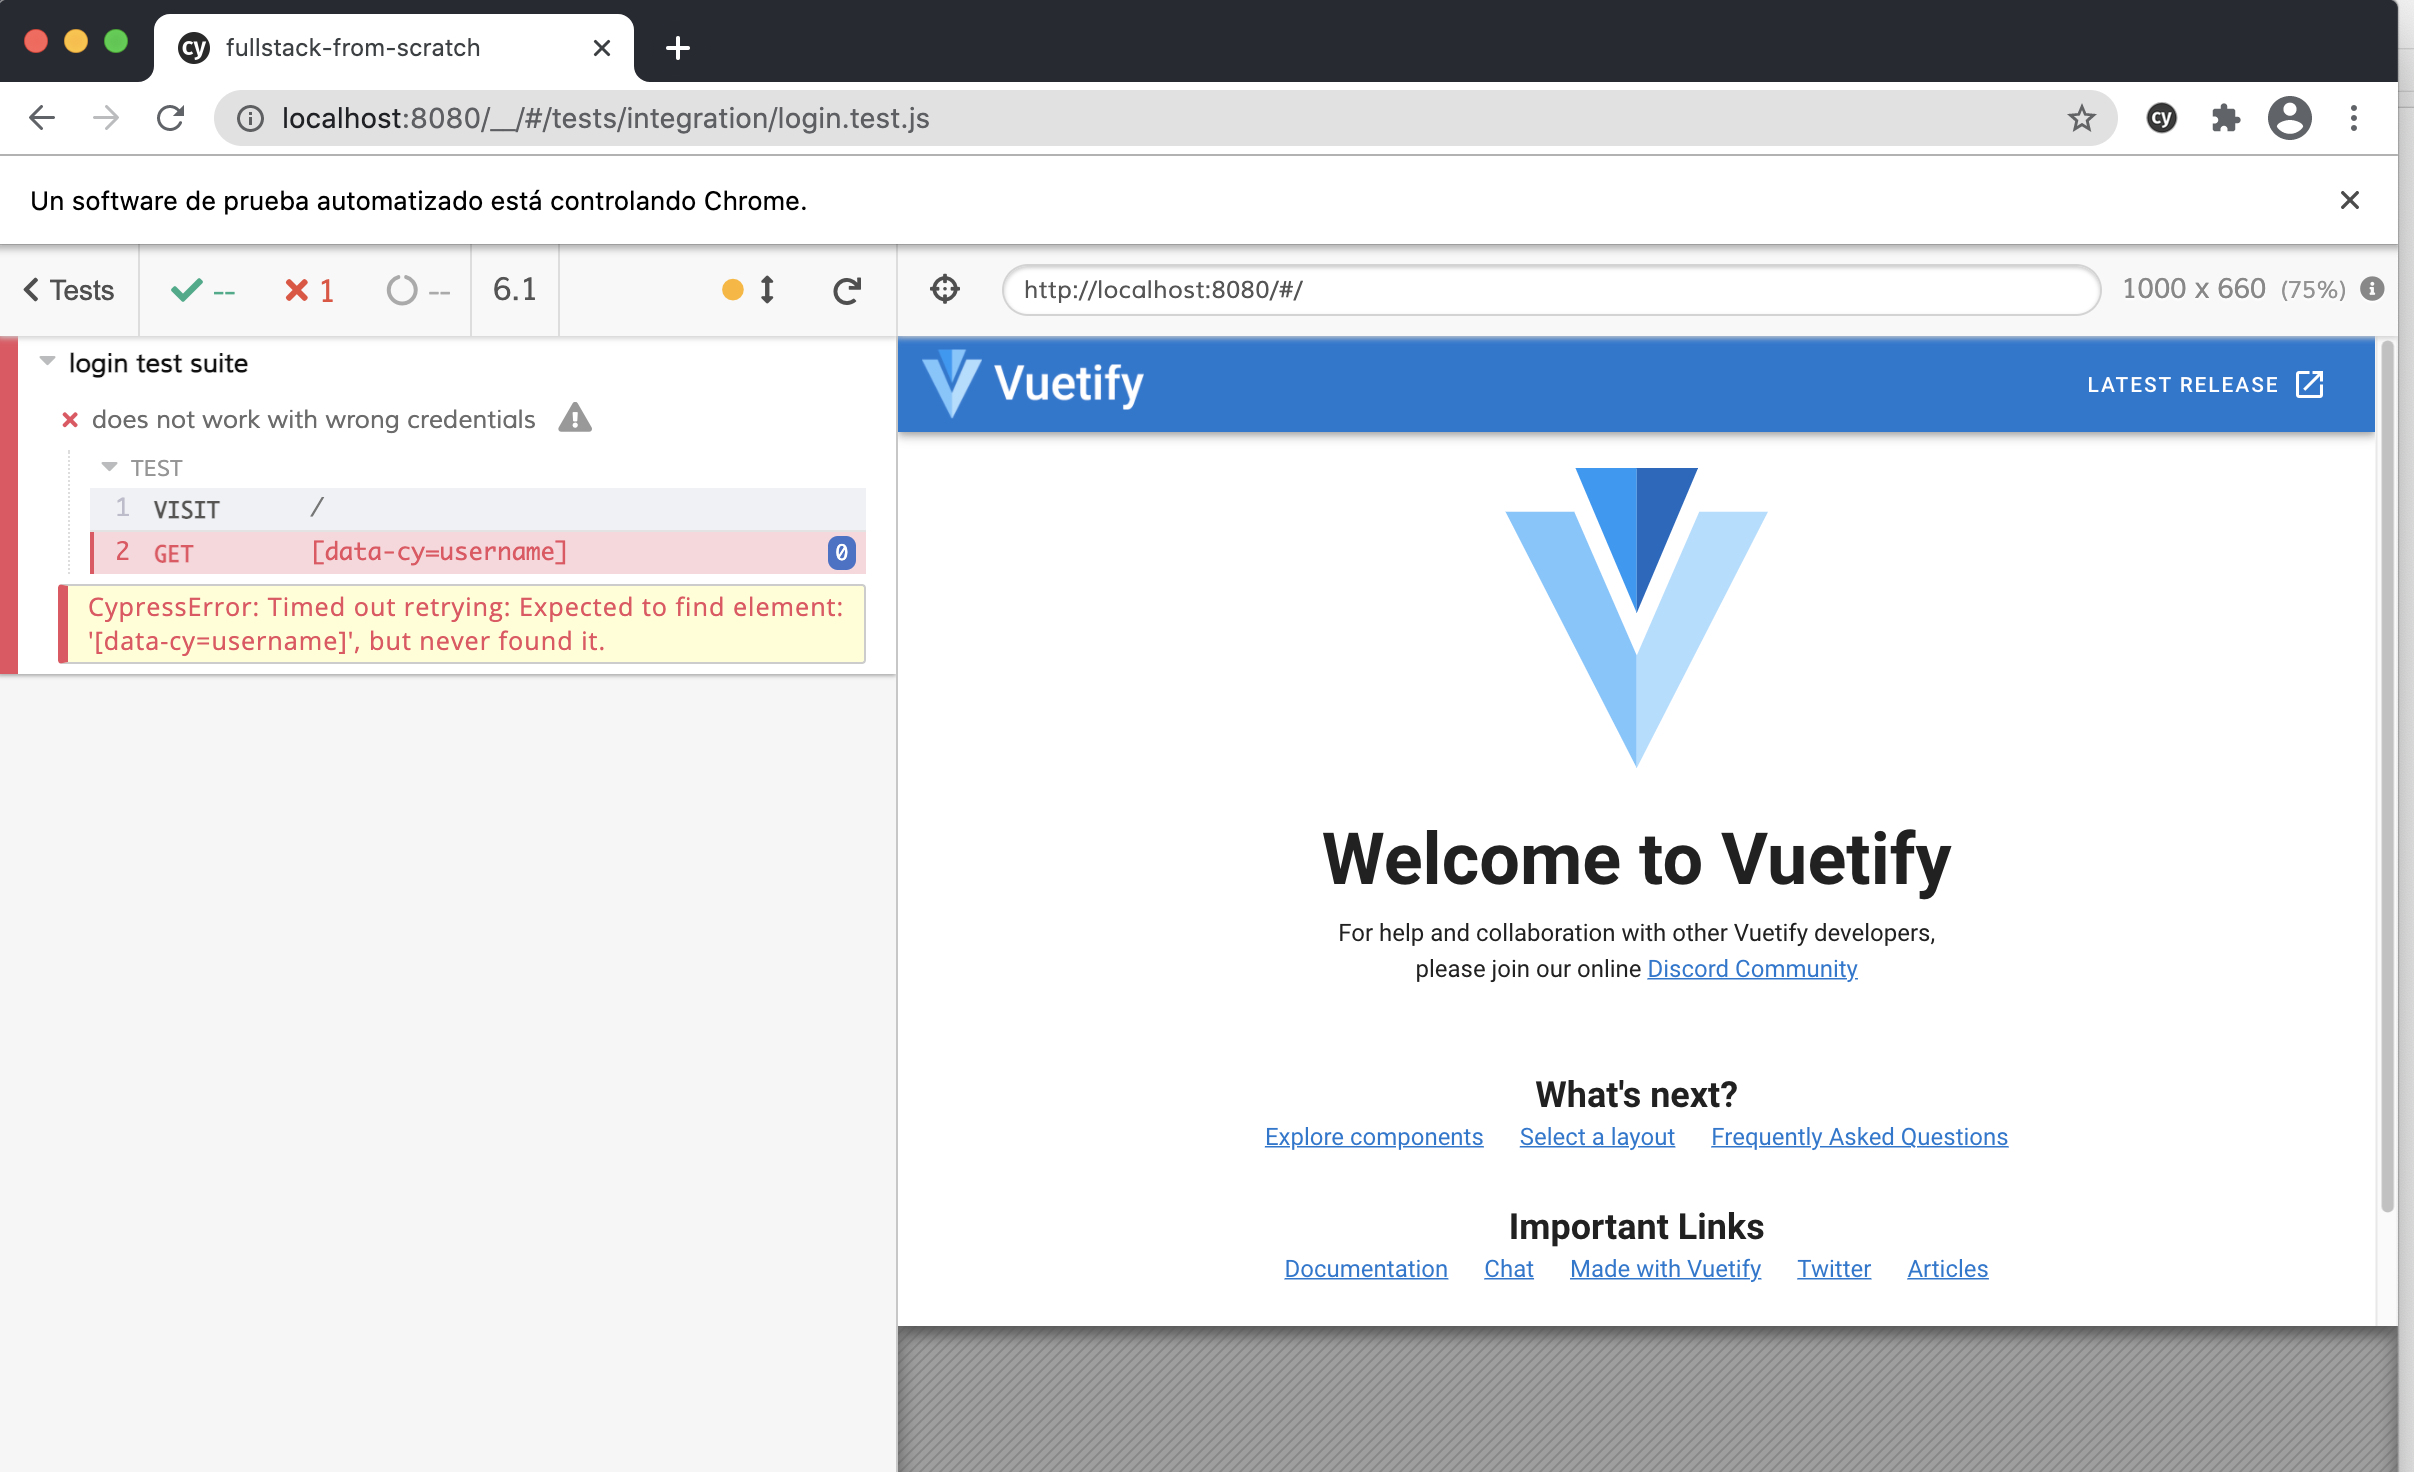 cy fullstack-from-scratch
localhost:8080/__/#/tests/integration/login.test.js
cy
Un software de prueba automatizado está controlando Chrome.
Tests -- 1 -- 6.1
http://localhost:8080/#/
1000 x 660 (75%)
login test suite
does not work with wrong credentials
TEST
1 VISIT /
2 GET [data-cy=username] 0
CypressError: Timed out retrying: Expected to find element:
'[data-cy=username]', but never found it.
Vuetify
LATEST RELEASE
Welcome to Vuetify
For help and collaboration with other Vuetify developers,
please join our online Discord Community
What's next?
Explore components Select a layout Frequently Asked Questions
Important Links
Documentation Chat Made with Vuetify Twitter Articles